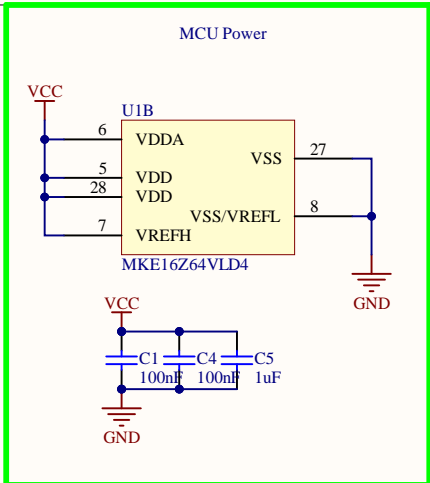 MCU Power
VCC
U1B
6 VDDA
VSS 27
5 VDD
28 VDD
VSS/VREFL 8
7 VREFH
MKE16Z64VLD4
GND
VCC
C1 C4 C5
100nF 100nF 1uF
GND